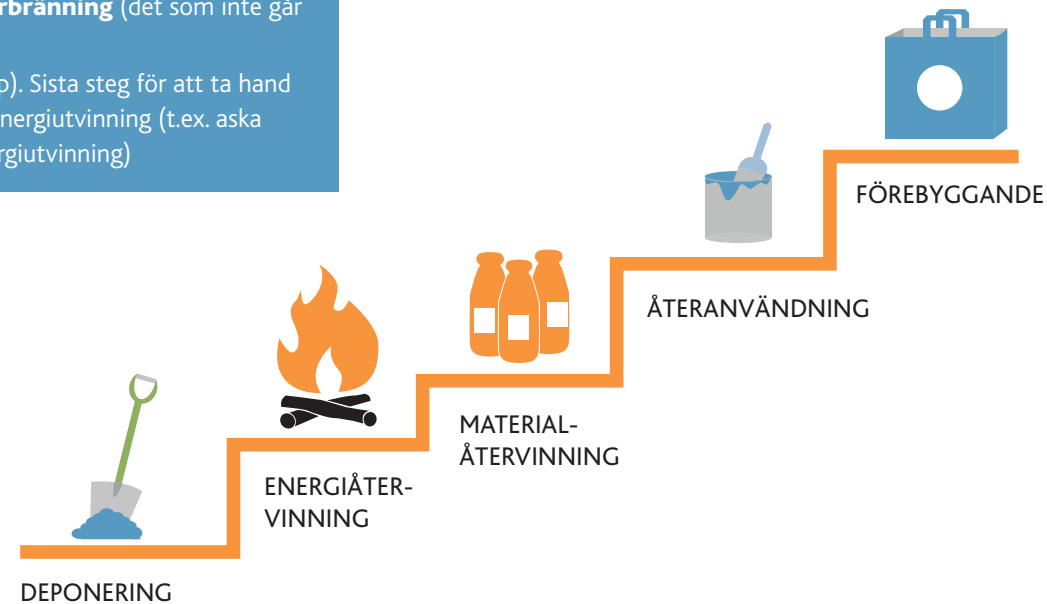 rbränning (det som inte går
p). Sista steg för att ta hand
nergiutvinning (t.ex. aska
rgiutvinning)
FÖREBYGGANDE
ÅTERANVÄNDNING
MATERIAL-
ÅTERVINNING
ENERGIÅTER-
VINNING
DEPONERING